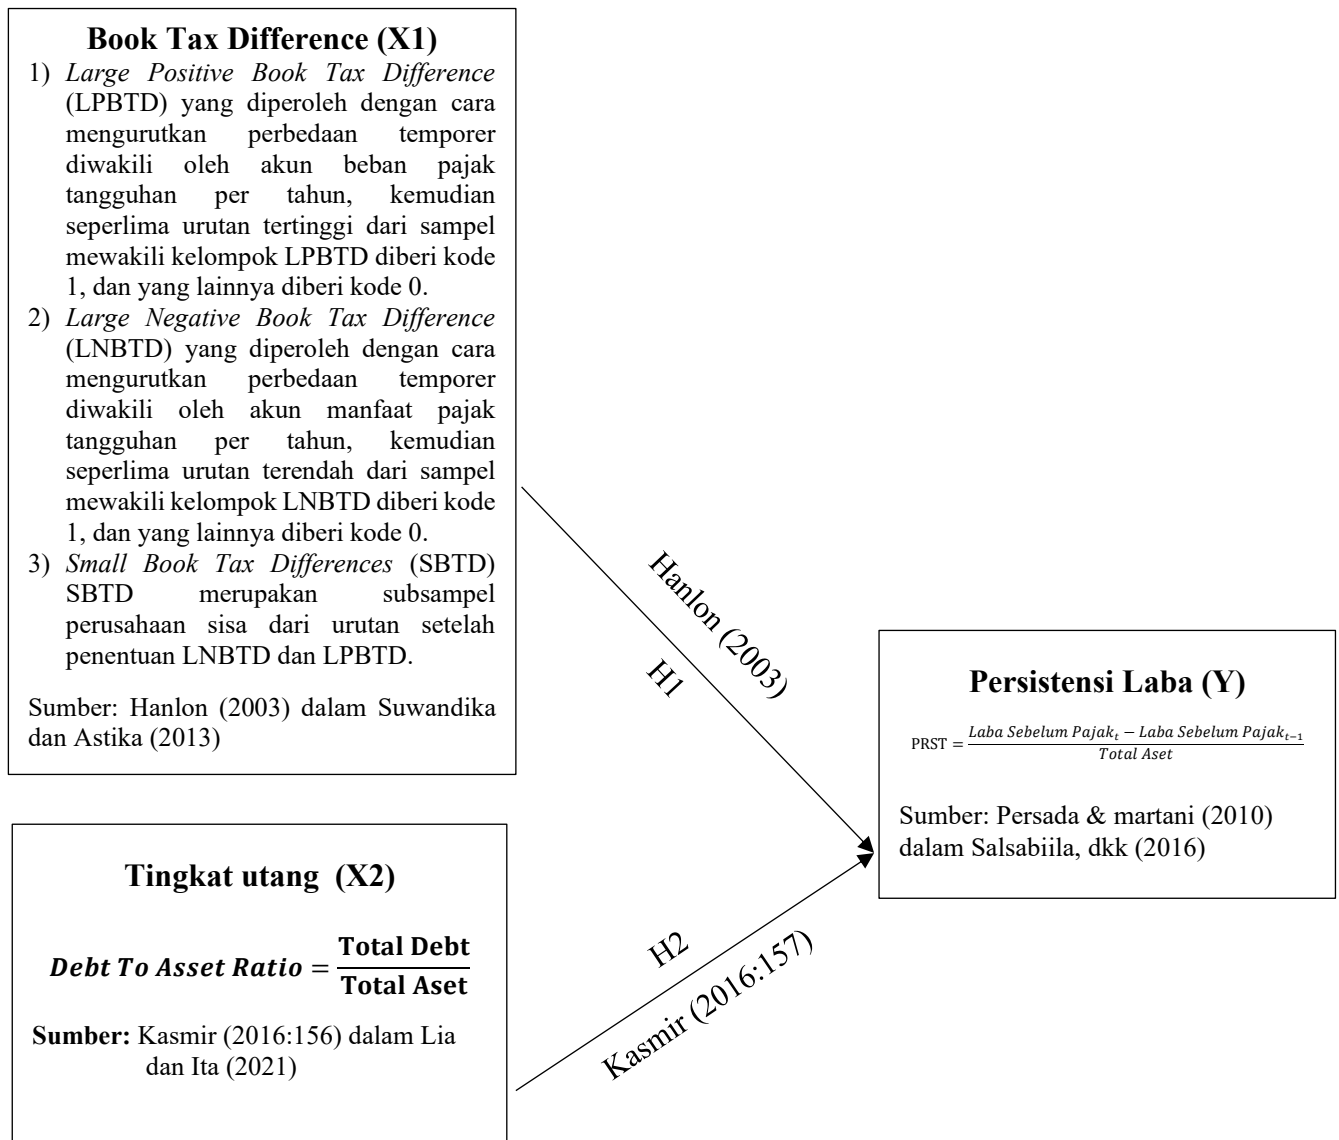 Book Tax Difference (X1)
1) Large Positive Book Tax Difference
(LPBTD) yang diperoleh dengan cara
mengurutkan perbedaan temporer
diwakili oleh akun beban pajak
tangguhan per tahun, kemudian
seperlima urutan tertinggi dari sampel
mewakili kelompok LPBTD diberi kode
1, dan yang lainnya diberi kode 0.
2) Large Negative Book Tax Difference
(LNBTD) yang diperoleh dengan cara
mengurutkan perbedaan temporer
diwakili oleh akun manfaat pajak
tangguhan per tahun, kemudian
seperlima urutan terendah dari sampel
mewakili kelompok LNBTD diberi kode
1, dan yang lainnya diberi kode 0.
3) Small Book Tax Differences (SBTD)
SBTD merupakan subsampel
perusahaan sisa dari urutan setelah
penentuan LNBTD dan LPBTD.
Sumber: Hanlon (2003) dalam Suwandika
dan Astika (2013)
Hanlon (2003)
H1
Persistensi Laba (Y)
PRST = \frac{Laba Sebelum Pajak_t − Laba Sebelum Pajak_{t−1}}{Total Aset}
Sumber: Persada & martani (2010)
dalam Salsabiila, dkk (2016)
Tingkat utang (X2)
Debt To Asset Ratio = \frac{Total Debt}{Total Aset}
Sumber: Kasmir (2016:156) dalam Lia
dan Ita (2021)
H2
Kasmir (2016:157)